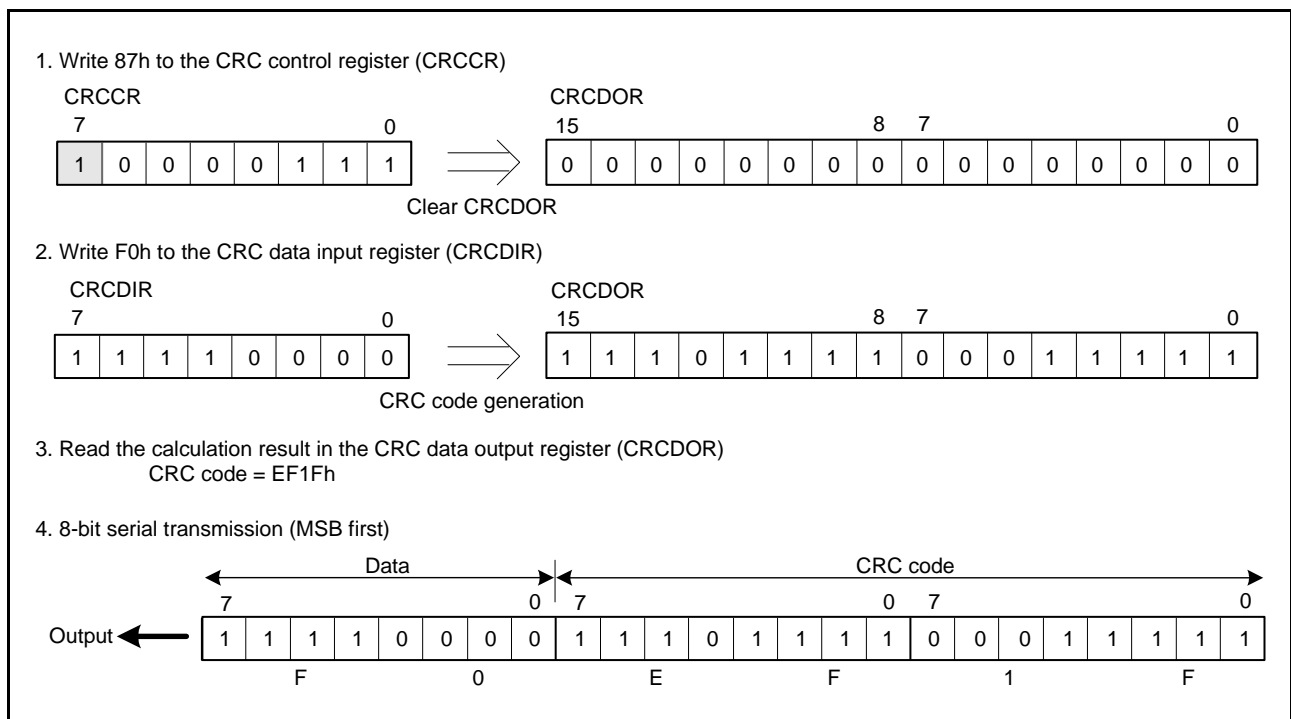 1. Write 87h to the CRC control register (CRCCR)
CRCCR CRCDOR
7 0 15 8 7 0
1 0 0 0 0 1 1 1 0 0 0 0 0 0 0 0 0 0 0 0 0 0 0 0
Clear CRCDOR
2. Write F0h to the CRC data input register (CRCDIR)
CRCDIR CRCDOR
7 0 15 8 7 0
1 1 1 1 0 0 0 0 1 1 1 0 1 1 1 1 0 0 0 1 1 1 1 1
CRC code generation
3. Read the calculation result in the CRC data output register (CRCDOR)
CRC code = EF1Fh
4. 8-bit serial transmission (MSB first)
Data CRC code
7 0 7 0 7 0
Output 1 1 1 1 0 0 0 0 1 1 1 0 1 1 1 1 0 0 0 1 1 1 1 1
F 0 E F 1 F